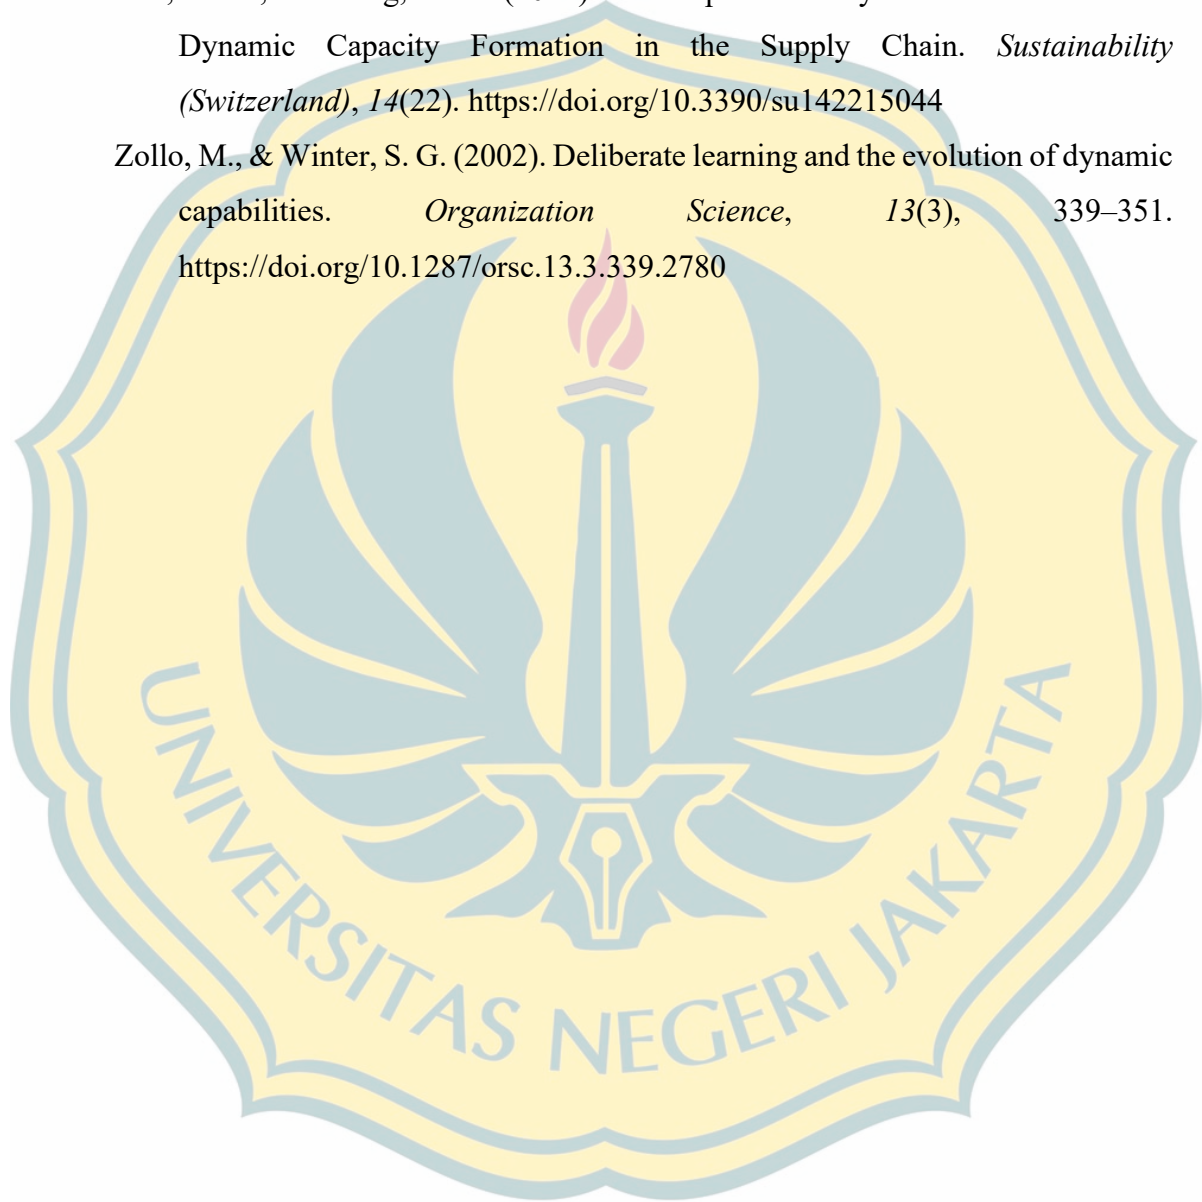 Dynamic Capacity Formation in the Supply Chain. Sustainability
(Switzerland), 14(22). https://doi.org/10.3390/su142215044
Zollo, M., & Winter, S. G. (2002). Deliberate learning and the evolution of dynamic
capabilities. Organization Science, 13(3), 339–351.
https://doi.org/10.1287/orsc.13.3.339.2780
UNIVERSITAS NEGERI JAKARTA